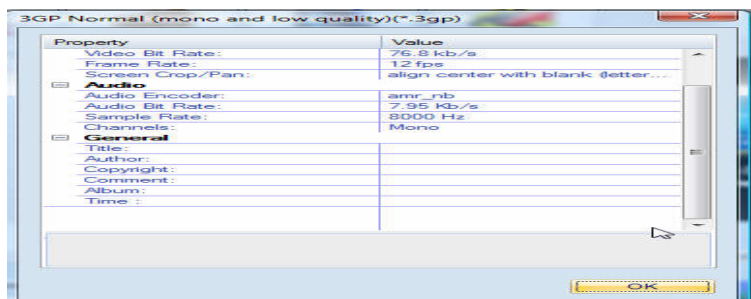 3GP Normal (mono and low quality)(*.3gp)
Property Value
Video Bit Rate: 76.8 kb/s
Frame Rate: 12 fps
Screen Crop/Pan: align center with blank (letter...
Audio
Audio Encoder: amr_nb
Audio Bit Rate: 7.95 Kb/s
Sample Rate: 8000 Hz
Channels: Mono
General
Title:
Author:
Copyright:
Comment:
Album:
Time :
OK